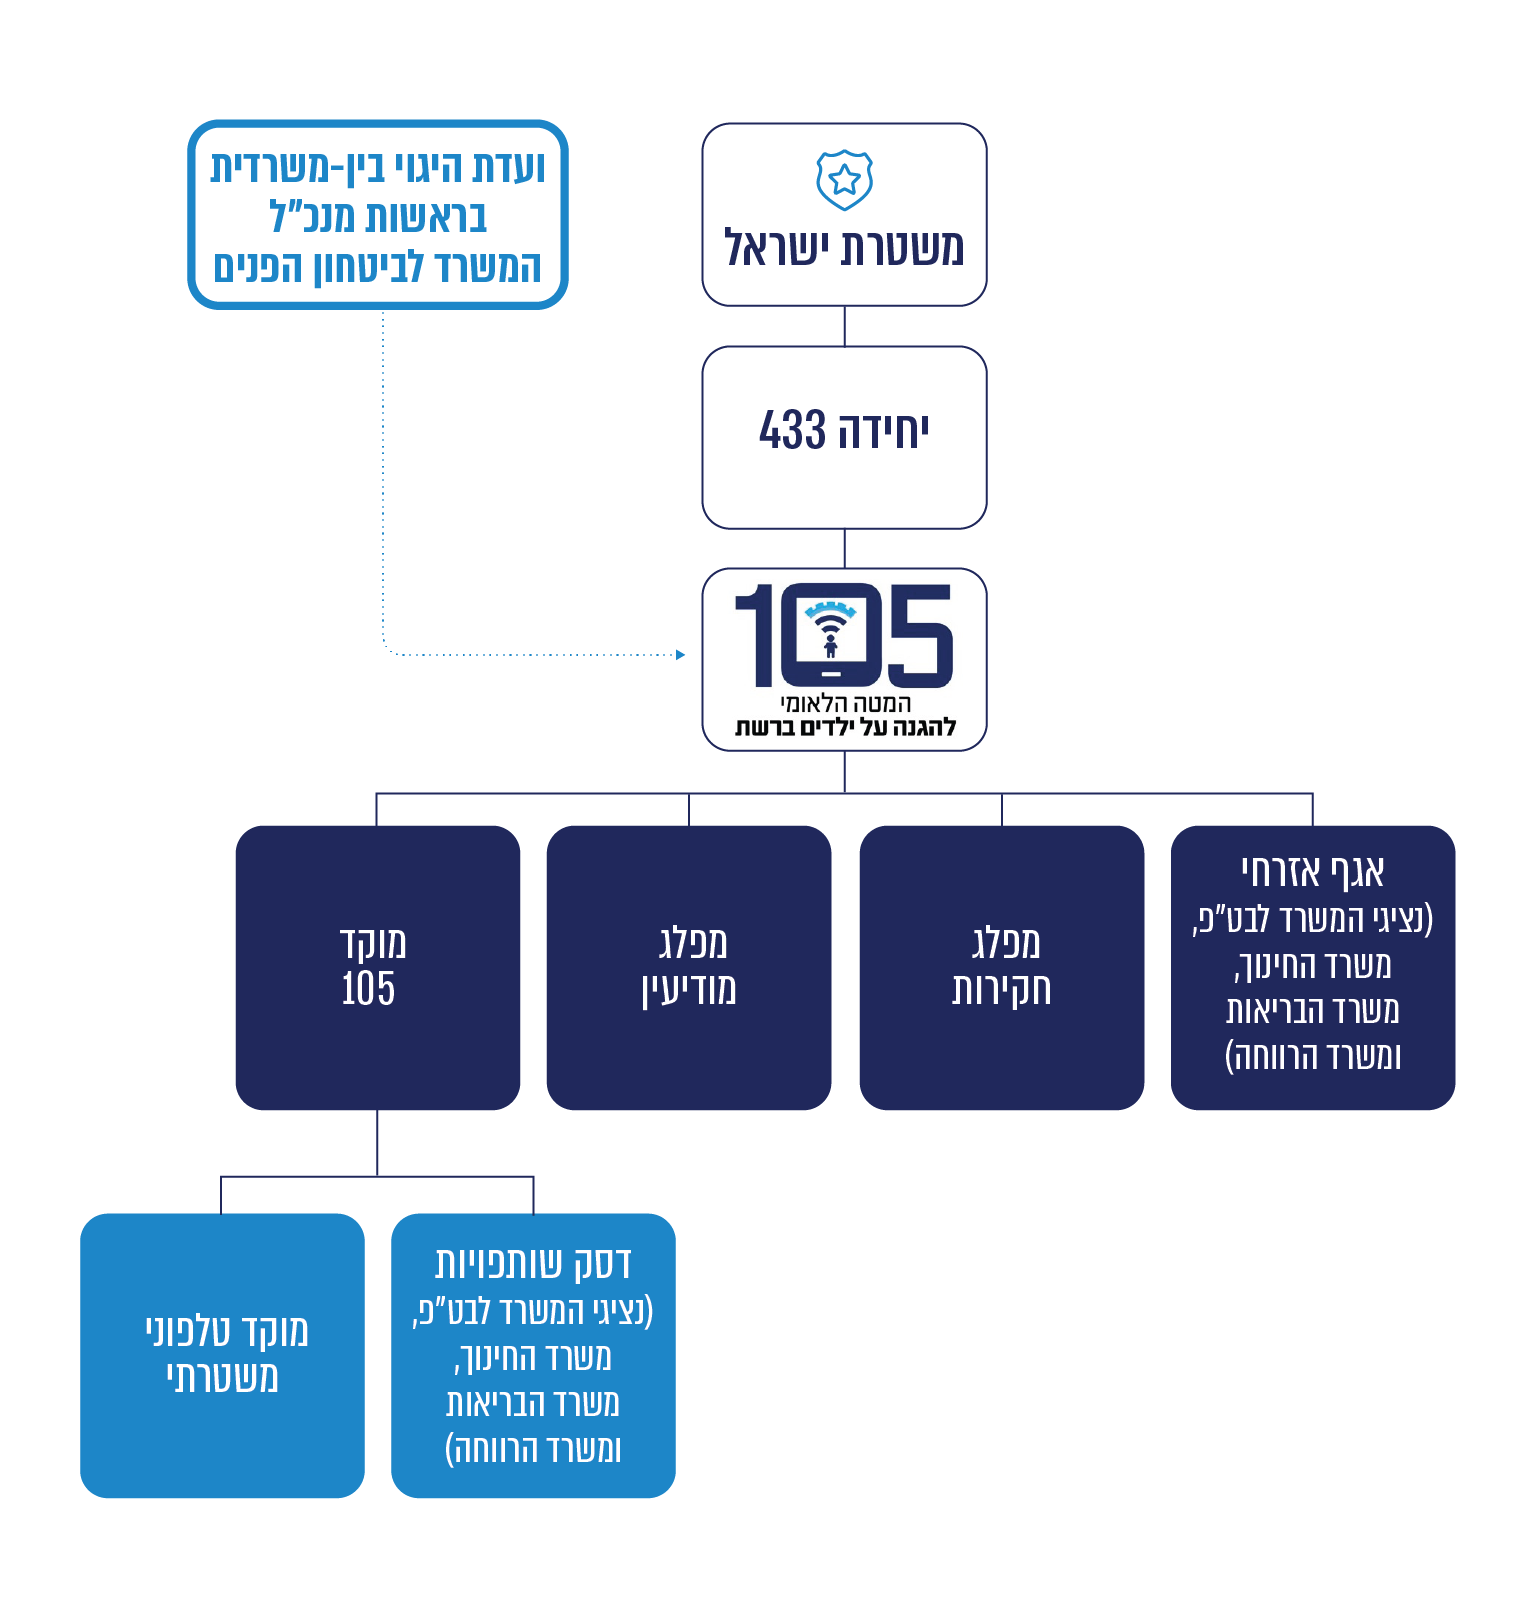 משטרת ישראל
ועדת היגוי בין-משרדית
בראשות מנכ"ל
המשרד לביטחון הפנים
יחידה 433
105
המטה הלאומי
להגנה על ילדים ברשת
אגף אזרחי
(נציגי המשרד לבט"פ,
משרד החינוך,
משרד הבריאות
ומשרד הרווחה)
מפלג
חקירות
מפלג
מודיעין
מוקד
105
דסק שותפויות
(נציגי המשרד לבט"פ,
משרד החינוך,
משרד הבריאות
ומשרד הרווחה)
מוקד טלפוני
משטרתי